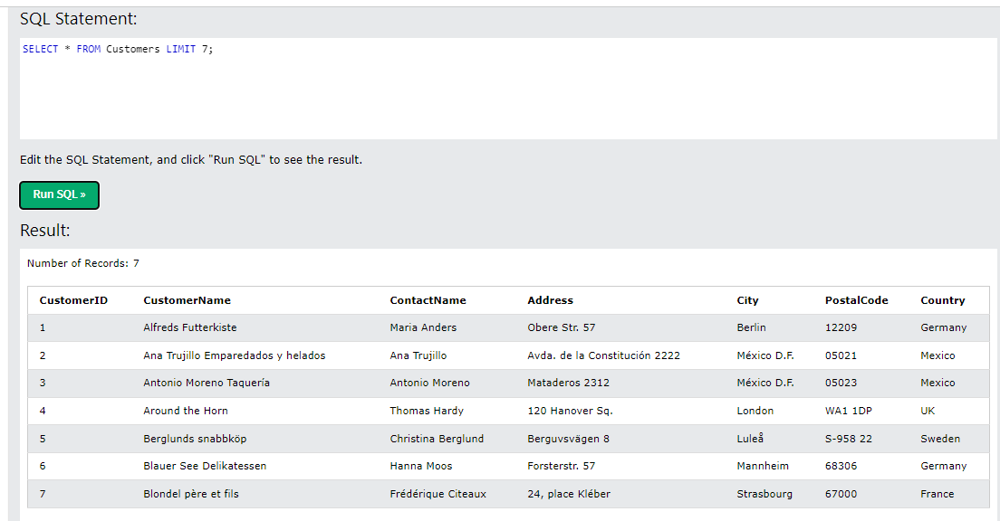 SQL Statement:
SELECT * FROM Customers LIMIT 7;
Edit the SQL Statement, and click "Run SQL" to see the result.
Run SQL »
Result:
Number of Records: 7
CustomerID CustomerName ContactName Address City PostalCode Country
1 Alfreds Futterkiste Maria Anders Obere Str. 57 Berlin 12209 Germany
2 Ana Trujillo Emparedados y helados Ana Trujillo Avda. de la Constitución 2222 México D.F. 05021 Mexico
3 Antonio Moreno Taquería Antonio Moreno Mataderos 2312 México D.F. 05023 Mexico
4 Around the Horn Thomas Hardy 120 Hanover Sq. London WA1 1DP UK
5 Berglunds snabbköp Christina Berglund Berguvsvägen 8 Luleå S-958 22 Sweden
6 Blauer See Delikatessen Hanna Moos Forsterstr. 57 Mannheim 68306 Germany
7 Blondel père et fils Frédérique Citeaux 24, place Kléber Strasbourg 67000 France